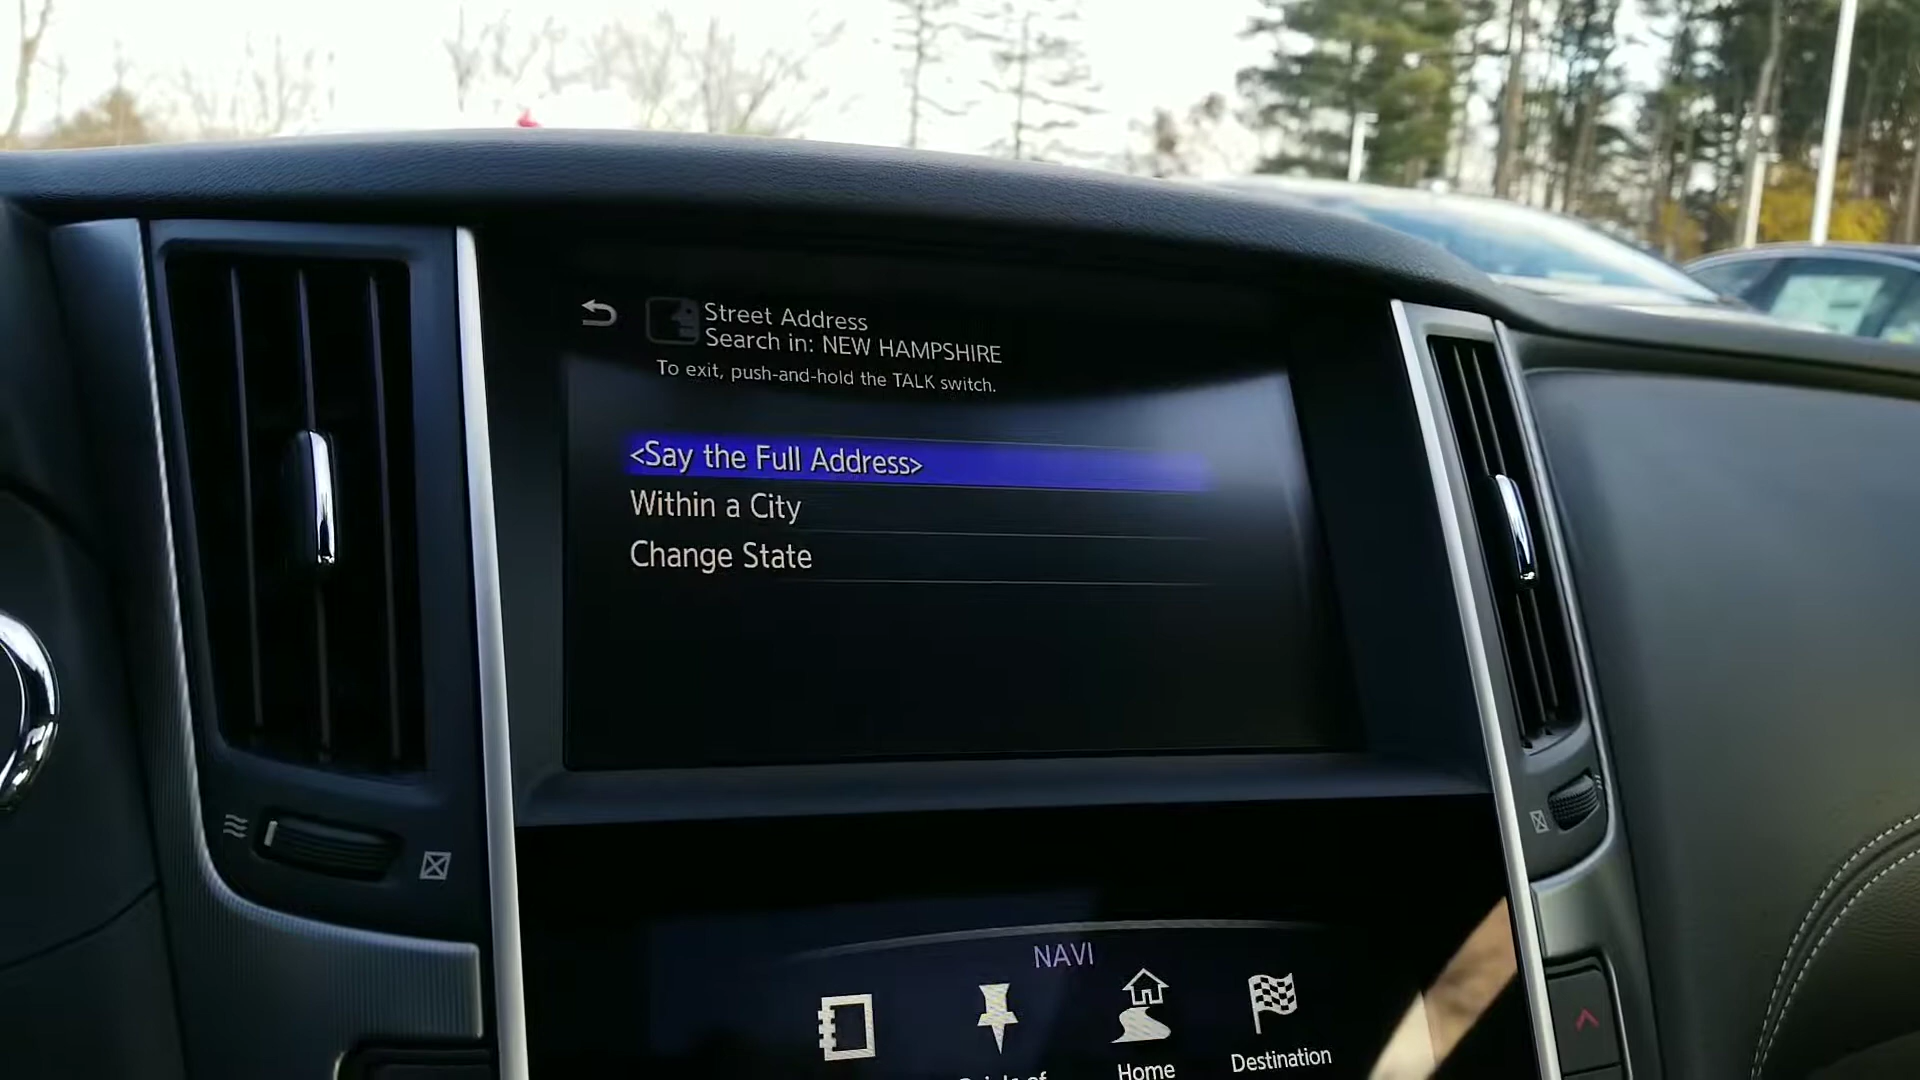 Street Address
Search in: NEW HAMPSHIRE
To exit, push-and-hold the TALK switch.
<Say the Full Address>
Within a City
Change State
NAVI
Home
Destination